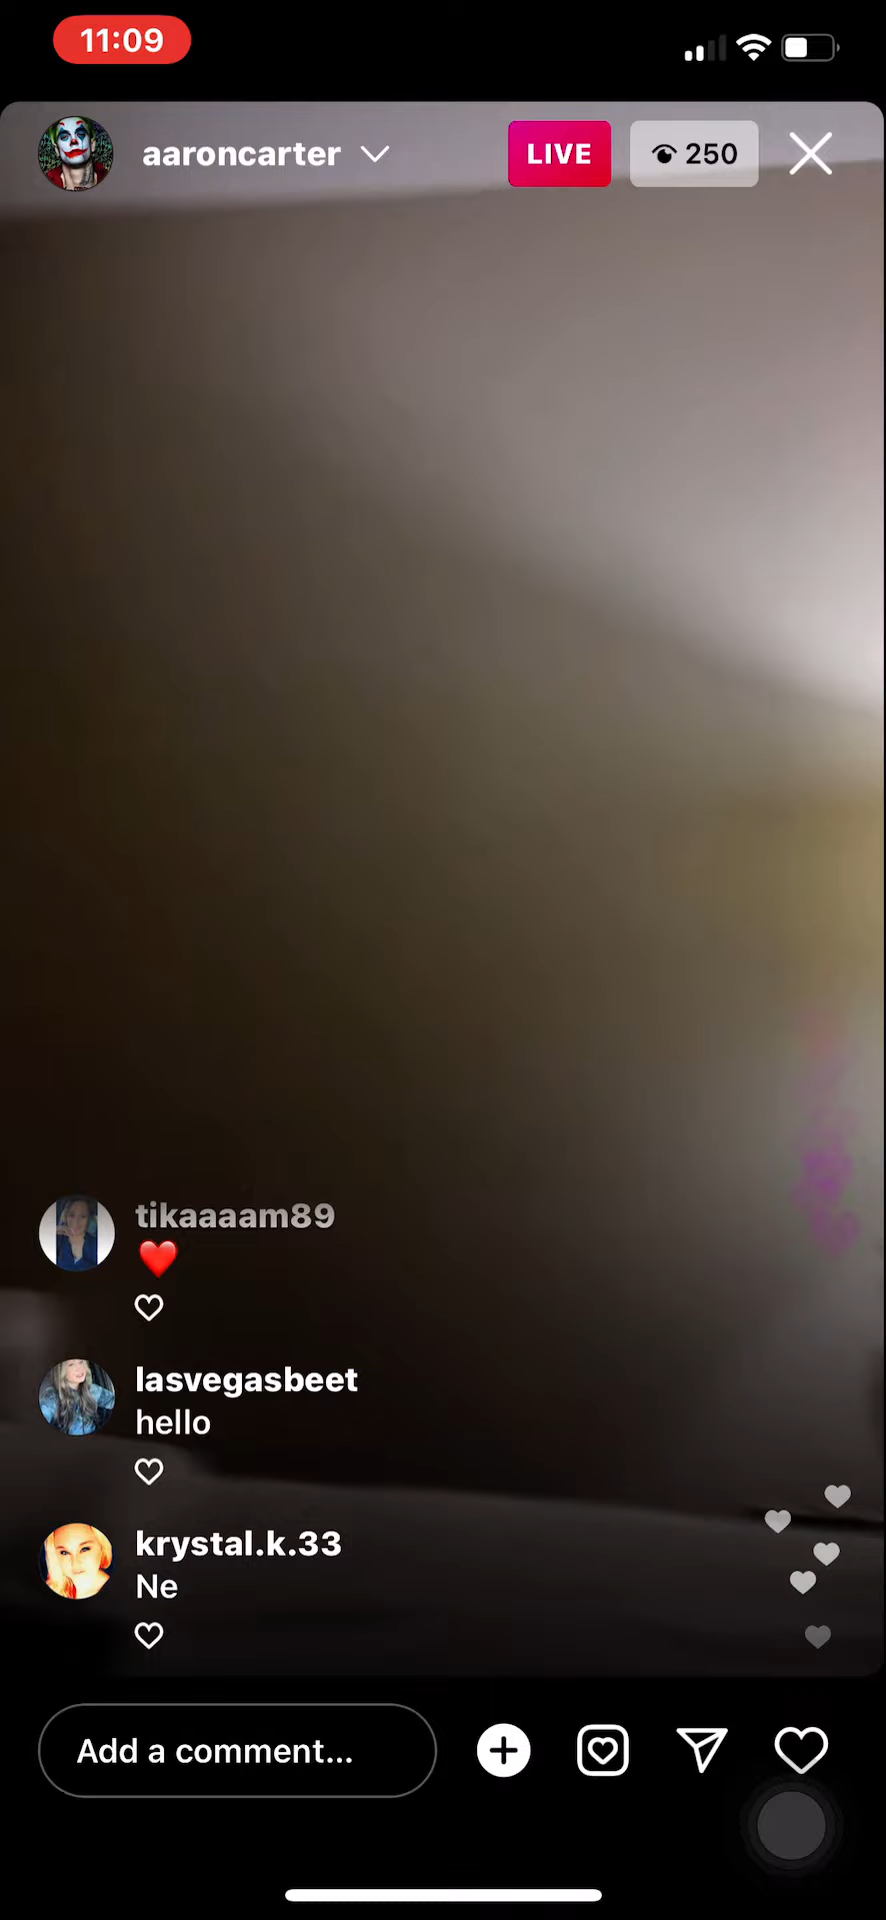 11:09
aaroncarter
LIVE
250
tikaaaam89
❤️
lasvegasbeet
hello
krystal.k.33
Ne
Add a comment...